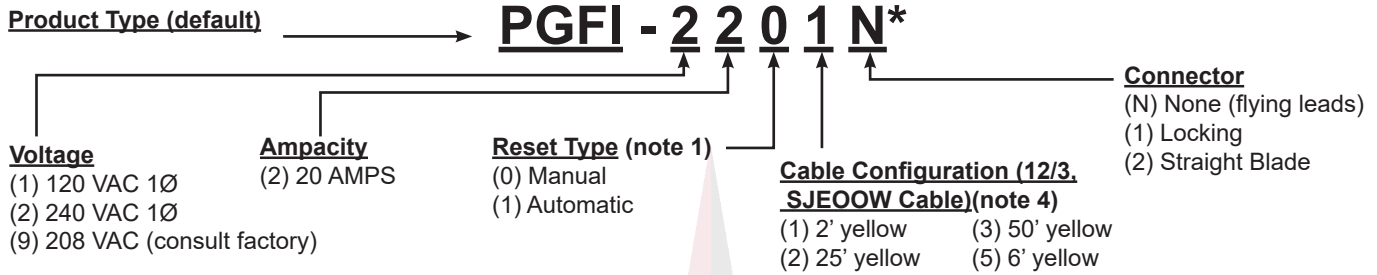 Product Type (default)
PGFI - 2 2 0 1 N*
Voltage
(1) 120 VAC 1Ø
(2) 240 VAC 1Ø
(9) 208 VAC (consult factory)
Ampacity
(2) 20 AMPS
Reset Type (note 1)
(0) Manual
(1) Automatic
Cable Configuration (12/3,
SJEOOW Cable)(note 4)
(1) 2’ yellow (3) 50’ yellow
(2) 25’ yellow (5) 6’ yellow
Connector
(N) None (flying leads)
(1) Locking
(2) Straight Blade